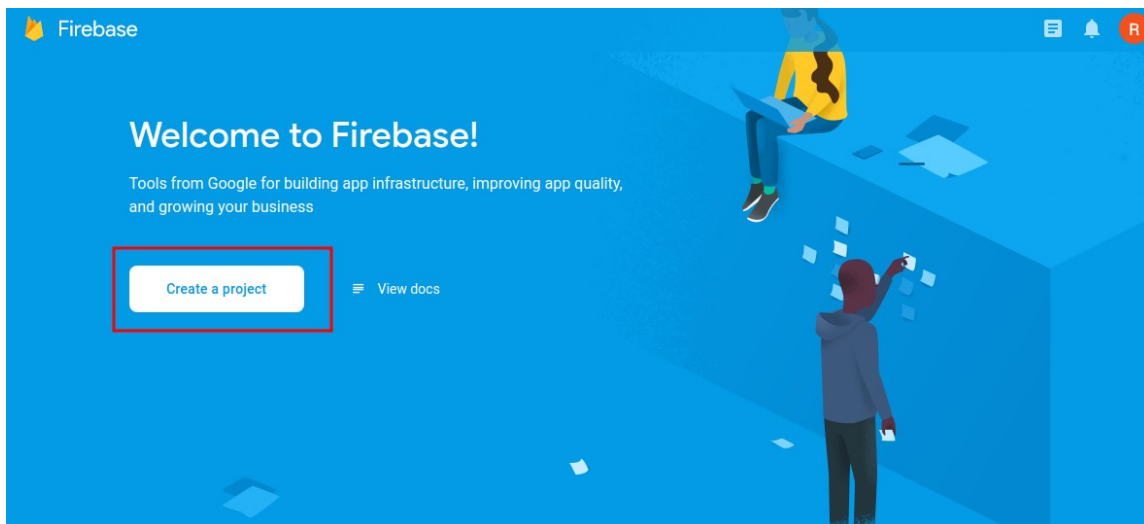 Firebase
R
Welcome to Firebase!
Tools from Google for building app infrastructure, improving app quality,
and growing your business
Create a project
View docs